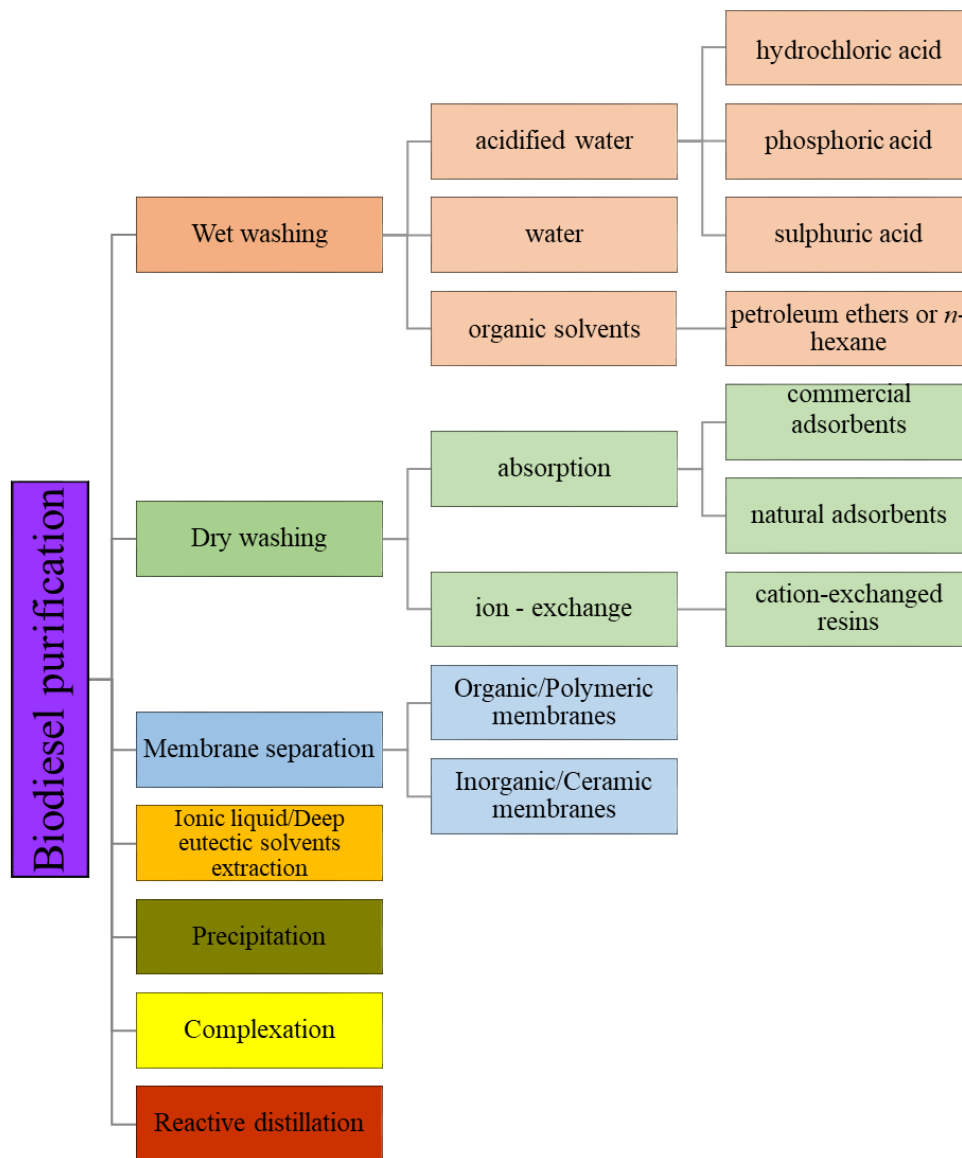 Biodiesel purification
Wet washing
acidified water
hydrochloric acid
phosphoric acid
sulphuric acid
water
organic solvents
petroleum ethers or n-
hexane
Dry washing
absorption
commercial
adsorbents
natural adsorbents
ion - exchange
cation-exchanged
resins
Membrane separation
Organic/Polymeric
membranes
Inorganic/Ceramic
membranes
Ionic liquid/Deep
eutectic solvents
extraction
Precipitation
Complexation
Reactive distillation